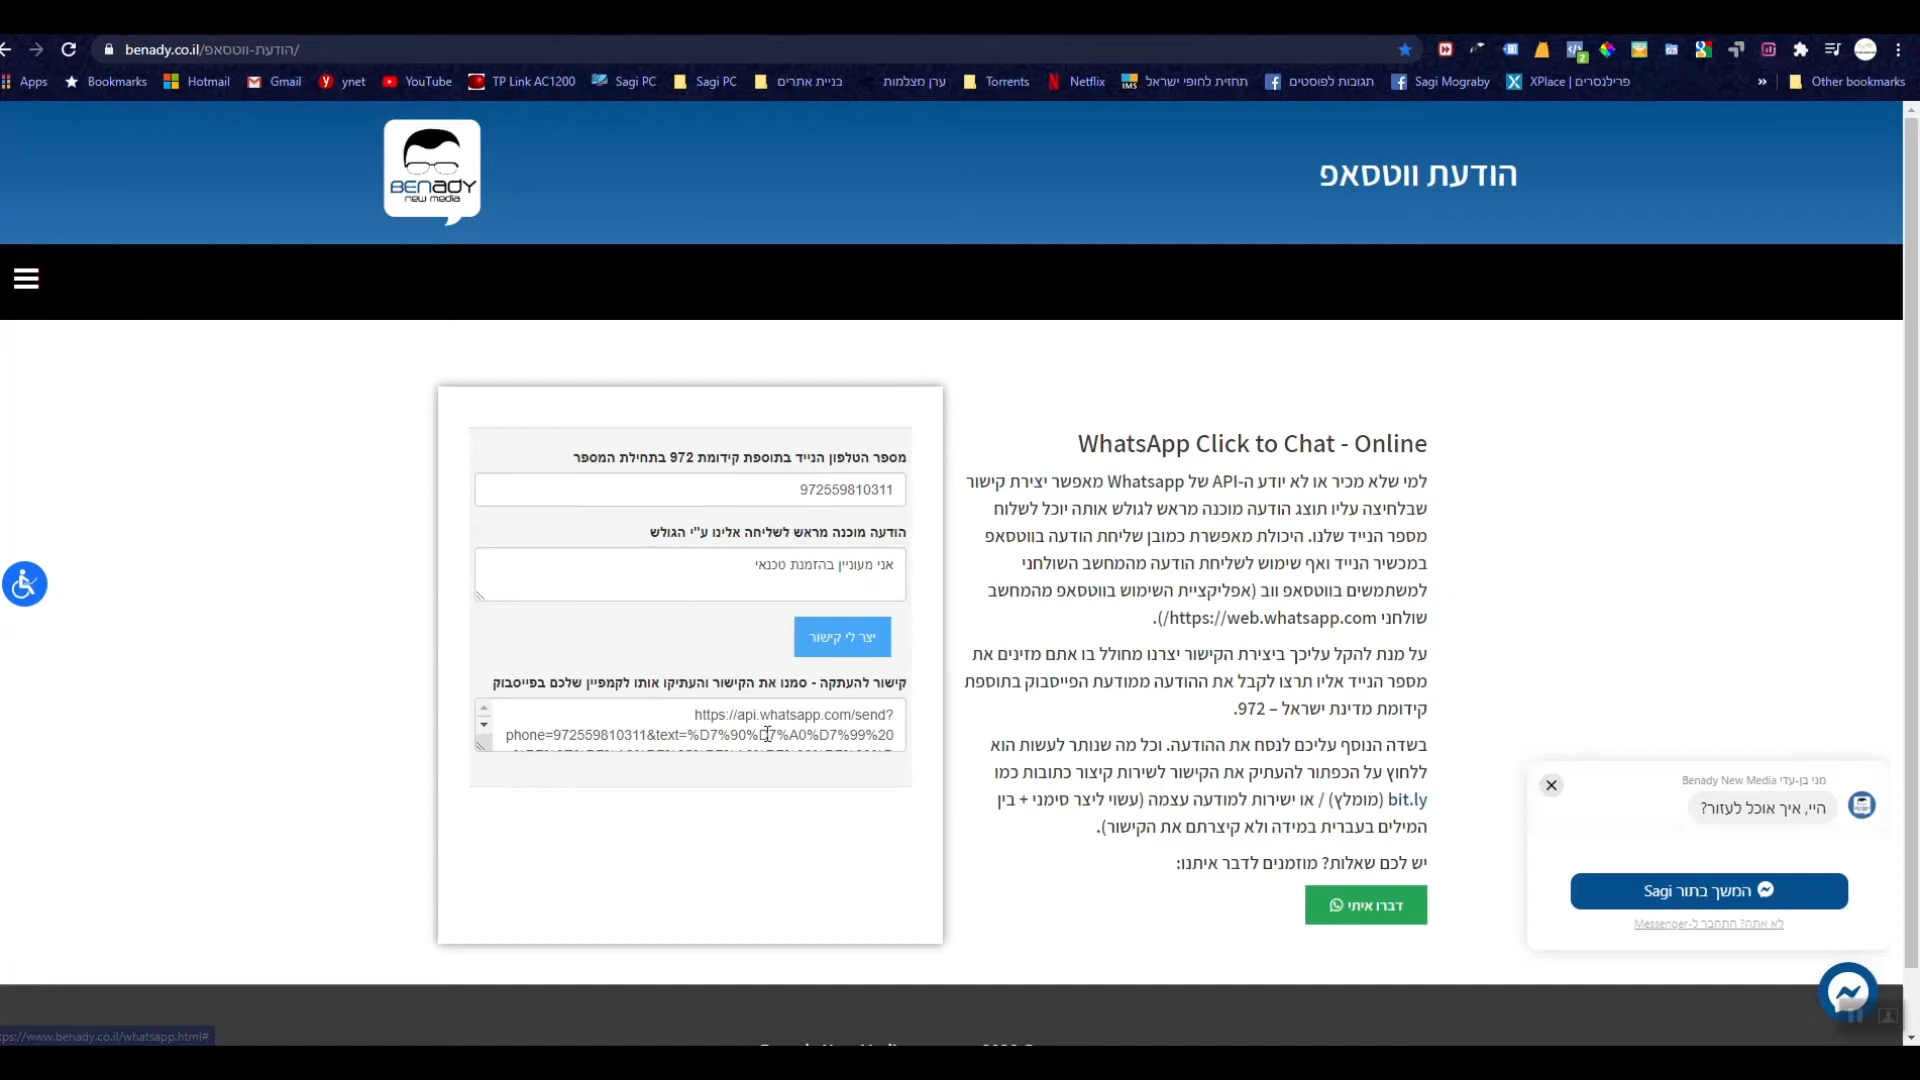 benady.co.il/הודעת-ווטסאפ/
Apps
Bookmarks
Hotmail
Gmail
ynet
YouTube
TP Link AC1200
Sagi PC
Sagi PC
בניית אתרים
ערן מצלמות
Torrents
Netflix
תחזית לחופי ישראל
תגובות לפוסטים
Sagi Mograby
XPlace | פרילנסרים
»
Other bookmarks
BENADY
new media
הודעת ווטסאפ
WhatsApp Click to Chat - Online
למי שלא מכיר או לא יודע ה-API של Whatsapp מאפשר יצירת קישור
שבלחיצה עליו תוצג הודעה מוכנה מראש לגולש אותה יוכל לשלוח
מספר הנייד שלנו. היכולת מאפשרת כמובן שליחת הודעה בווטסאפ
במכשיר הנייד ואף שימוש לשליחת הודעה מהמחשב השולחני
למשתמשים בווטסאפ ווב (אפליקציית השימוש בווטסאפ מהמחשב
שולחני https://web.whatsapp.com/).
על מנת להקל עליכך ביצירת הקישור יצרנו מחולל בו אתם מזינים את
מספר הנייד אליו תרצו לקבל את ההודעה ממודעת הפייסבוק בתוספת
קידומת מדינת ישראל – 972.
בשדה הנוסף עליכם לנסח את ההודעה. וכל מה שנותר לעשות הוא
ללחוץ על הכפתור להעתיק את הקישור לשירות קיצור כתובות כמו
bit.ly (מומלץ) / או ישירות למודעה עצמה (עשוי ליצר סימני + בין
המילים בעברית במידה ולא קיצרתם את הקישור).
יש לכם שאלות? מוזמנים לדבר איתנו:
דברו איתי
מספר הטלפון הנייד בתוספת קידומת 972 בתחילת המספר
972559810311
הודעה מוכנה מראש לשליחה אלינו ע"י הגולש
אני מעוניין בהזמנת טכנאי
יצר לי קישור
קישור להעתקה - סמנו את הקישור והעתיקו אותו לקמפיין שלכם בפייסבוק
https://api.whatsapp.com/send?
phone=972559810311&text=%D7%90%D7%A0%D7%99%20
מני בן-עדי Benady New Media
היי, איך אוכל לעזור?
המשך בתור Sagi
לא אתה? התחבר ל-Messenger
tps://www.benady.co.il/whatsapp.html#